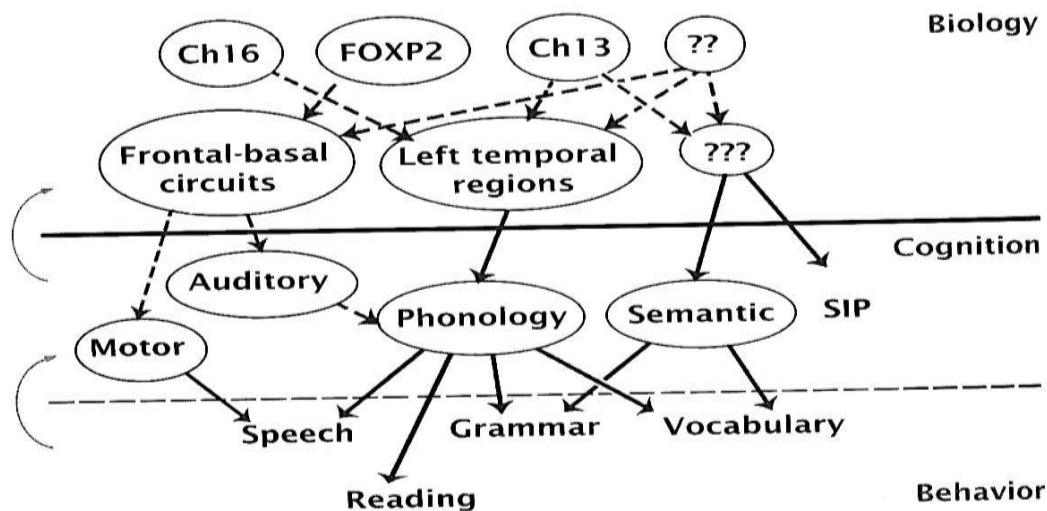 Biology
Ch16
FOXP2
Ch13
??
Frontal-basal
circuits
Left temporal
regions
???
Cognition
Auditory
Phonology
Semantic
SIP
Motor
Speech
Grammar
Vocabulary
Reading
Behavior